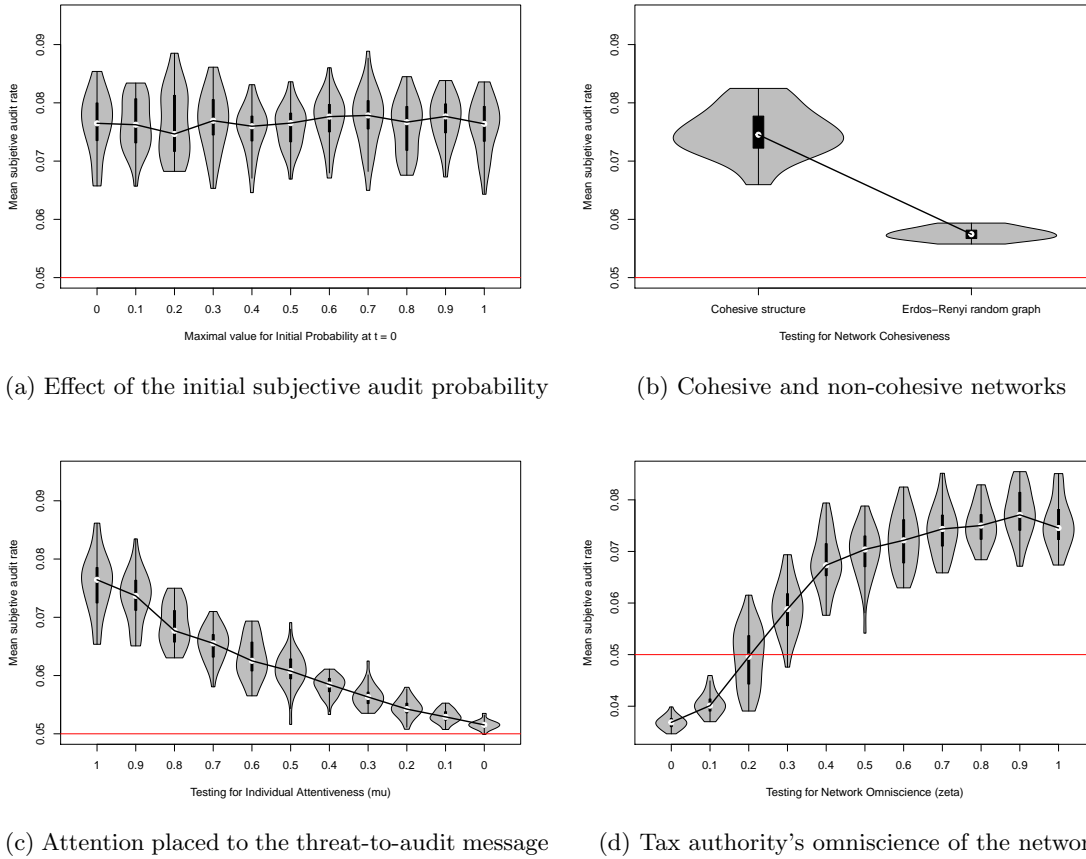 0.05 0.06 0.07 0.08 0.09
Mean subjective audit rate
0 0.1 0.2 0.3 0.4 0.5 0.6 0.7 0.8 0.9 1
Maximal value for Initial Probability at t = 0
(a) Effect of the initial subjective audit probability
0.05 0.06 0.07 0.08 0.09
Mean subjetive audit rate
Cohesive structure Erdos−Renyi random graph
Testing for Network Cohesiveness
(b) Cohesive and non-cohesive networks
0.05 0.06 0.07 0.08 0.09
Mean subjetive audit rate
1 0.9 0.8 0.7 0.6 0.5 0.4 0.3 0.2 0.1 0
Testing for Individual Attentiveness (mu)
(c) Attention placed to the threat-to-audit message
0.04 0.05 0.06 0.07 0.08
Mean subjetive audit rate
0 0.1 0.2 0.3 0.4 0.5 0.6 0.7 0.8 0.9 1
Testing for Network Omniscience (zeta)
(d) Tax authority's omniscience of the networ